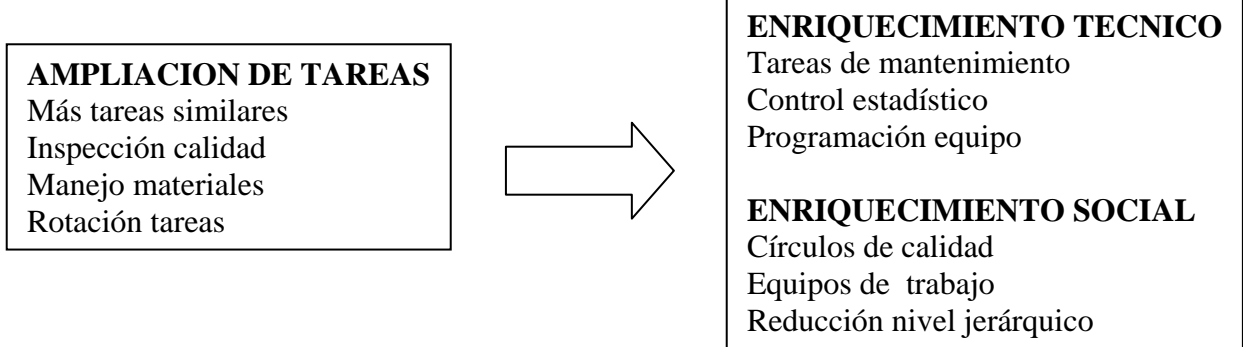 AMPLIACION DE TAREAS
Más tareas similares
Inspección calidad
Manejo materiales
Rotación tareas
ENRIQUECIMIENTO TECNICO
Tareas de mantenimiento
Control estadístico
Programación equipo
ENRIQUECIMIENTO SOCIAL
Círculos de calidad
Equipos de  trabajo
Reducción nivel jerárquico